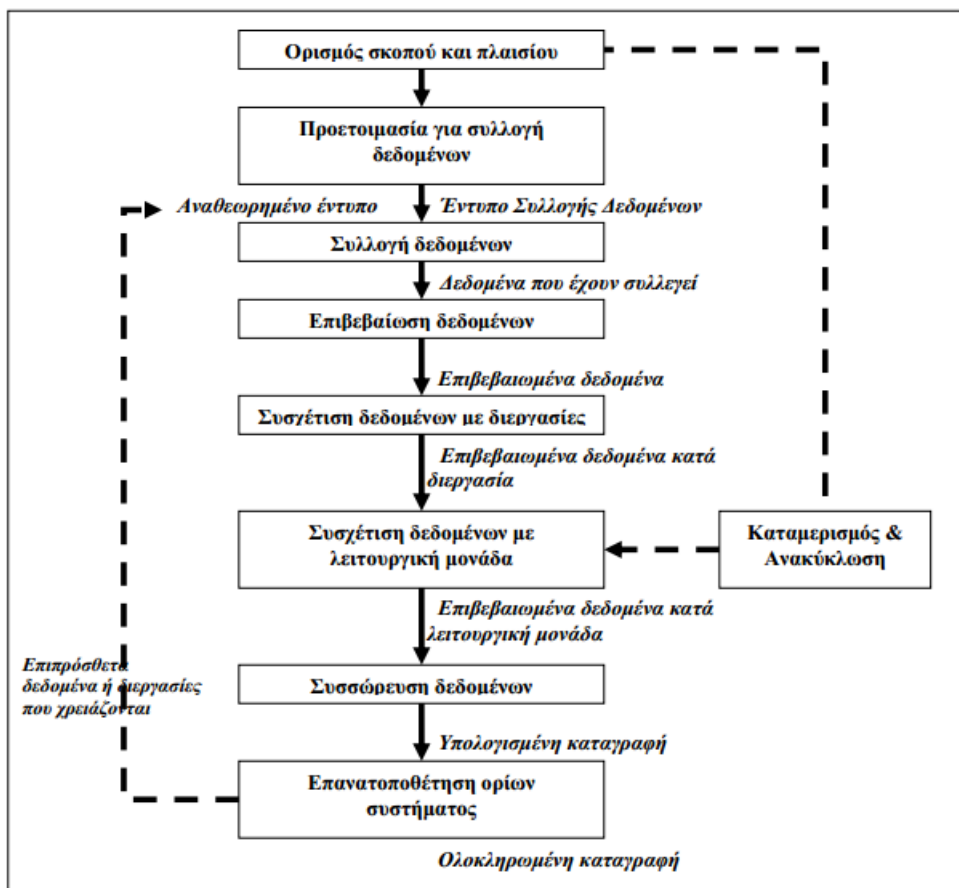 Ορισμός σκοπού και πλαισίου
Προετοιμασία για συλλογή
δεδομένων
Αναθεωρημένο έντυπο
Έντυπο Συλλογής Δεδομένων
Συλλογή δεδομένων
Δεδομένα που έχουν συλλεγεί
Επιβεβαίωση δεδομένων
Επιβεβαιωμένα δεδομένα
Συσχέτιση δεδομένων με διεργασίες
Επιβεβαιωμένα δεδομένα κατά
διεργασία
Συσχέτιση δεδομένων με
λειτουργική μονάδα
Καταμερισμός &
Ανακύκλωση
Επιβεβαιωμένα δεδομένα κατά
λειτουργική μονάδα
Επιπρόσθετα
δεδομένα ή διεργασίες
που χρειάζονται
Συσσώρευση δεδομένων
Υπολογισμένη καταγραφή
Επανατοποθέτηση ορίων
συστήματος
Ολοκληρωμένη καταγραφή